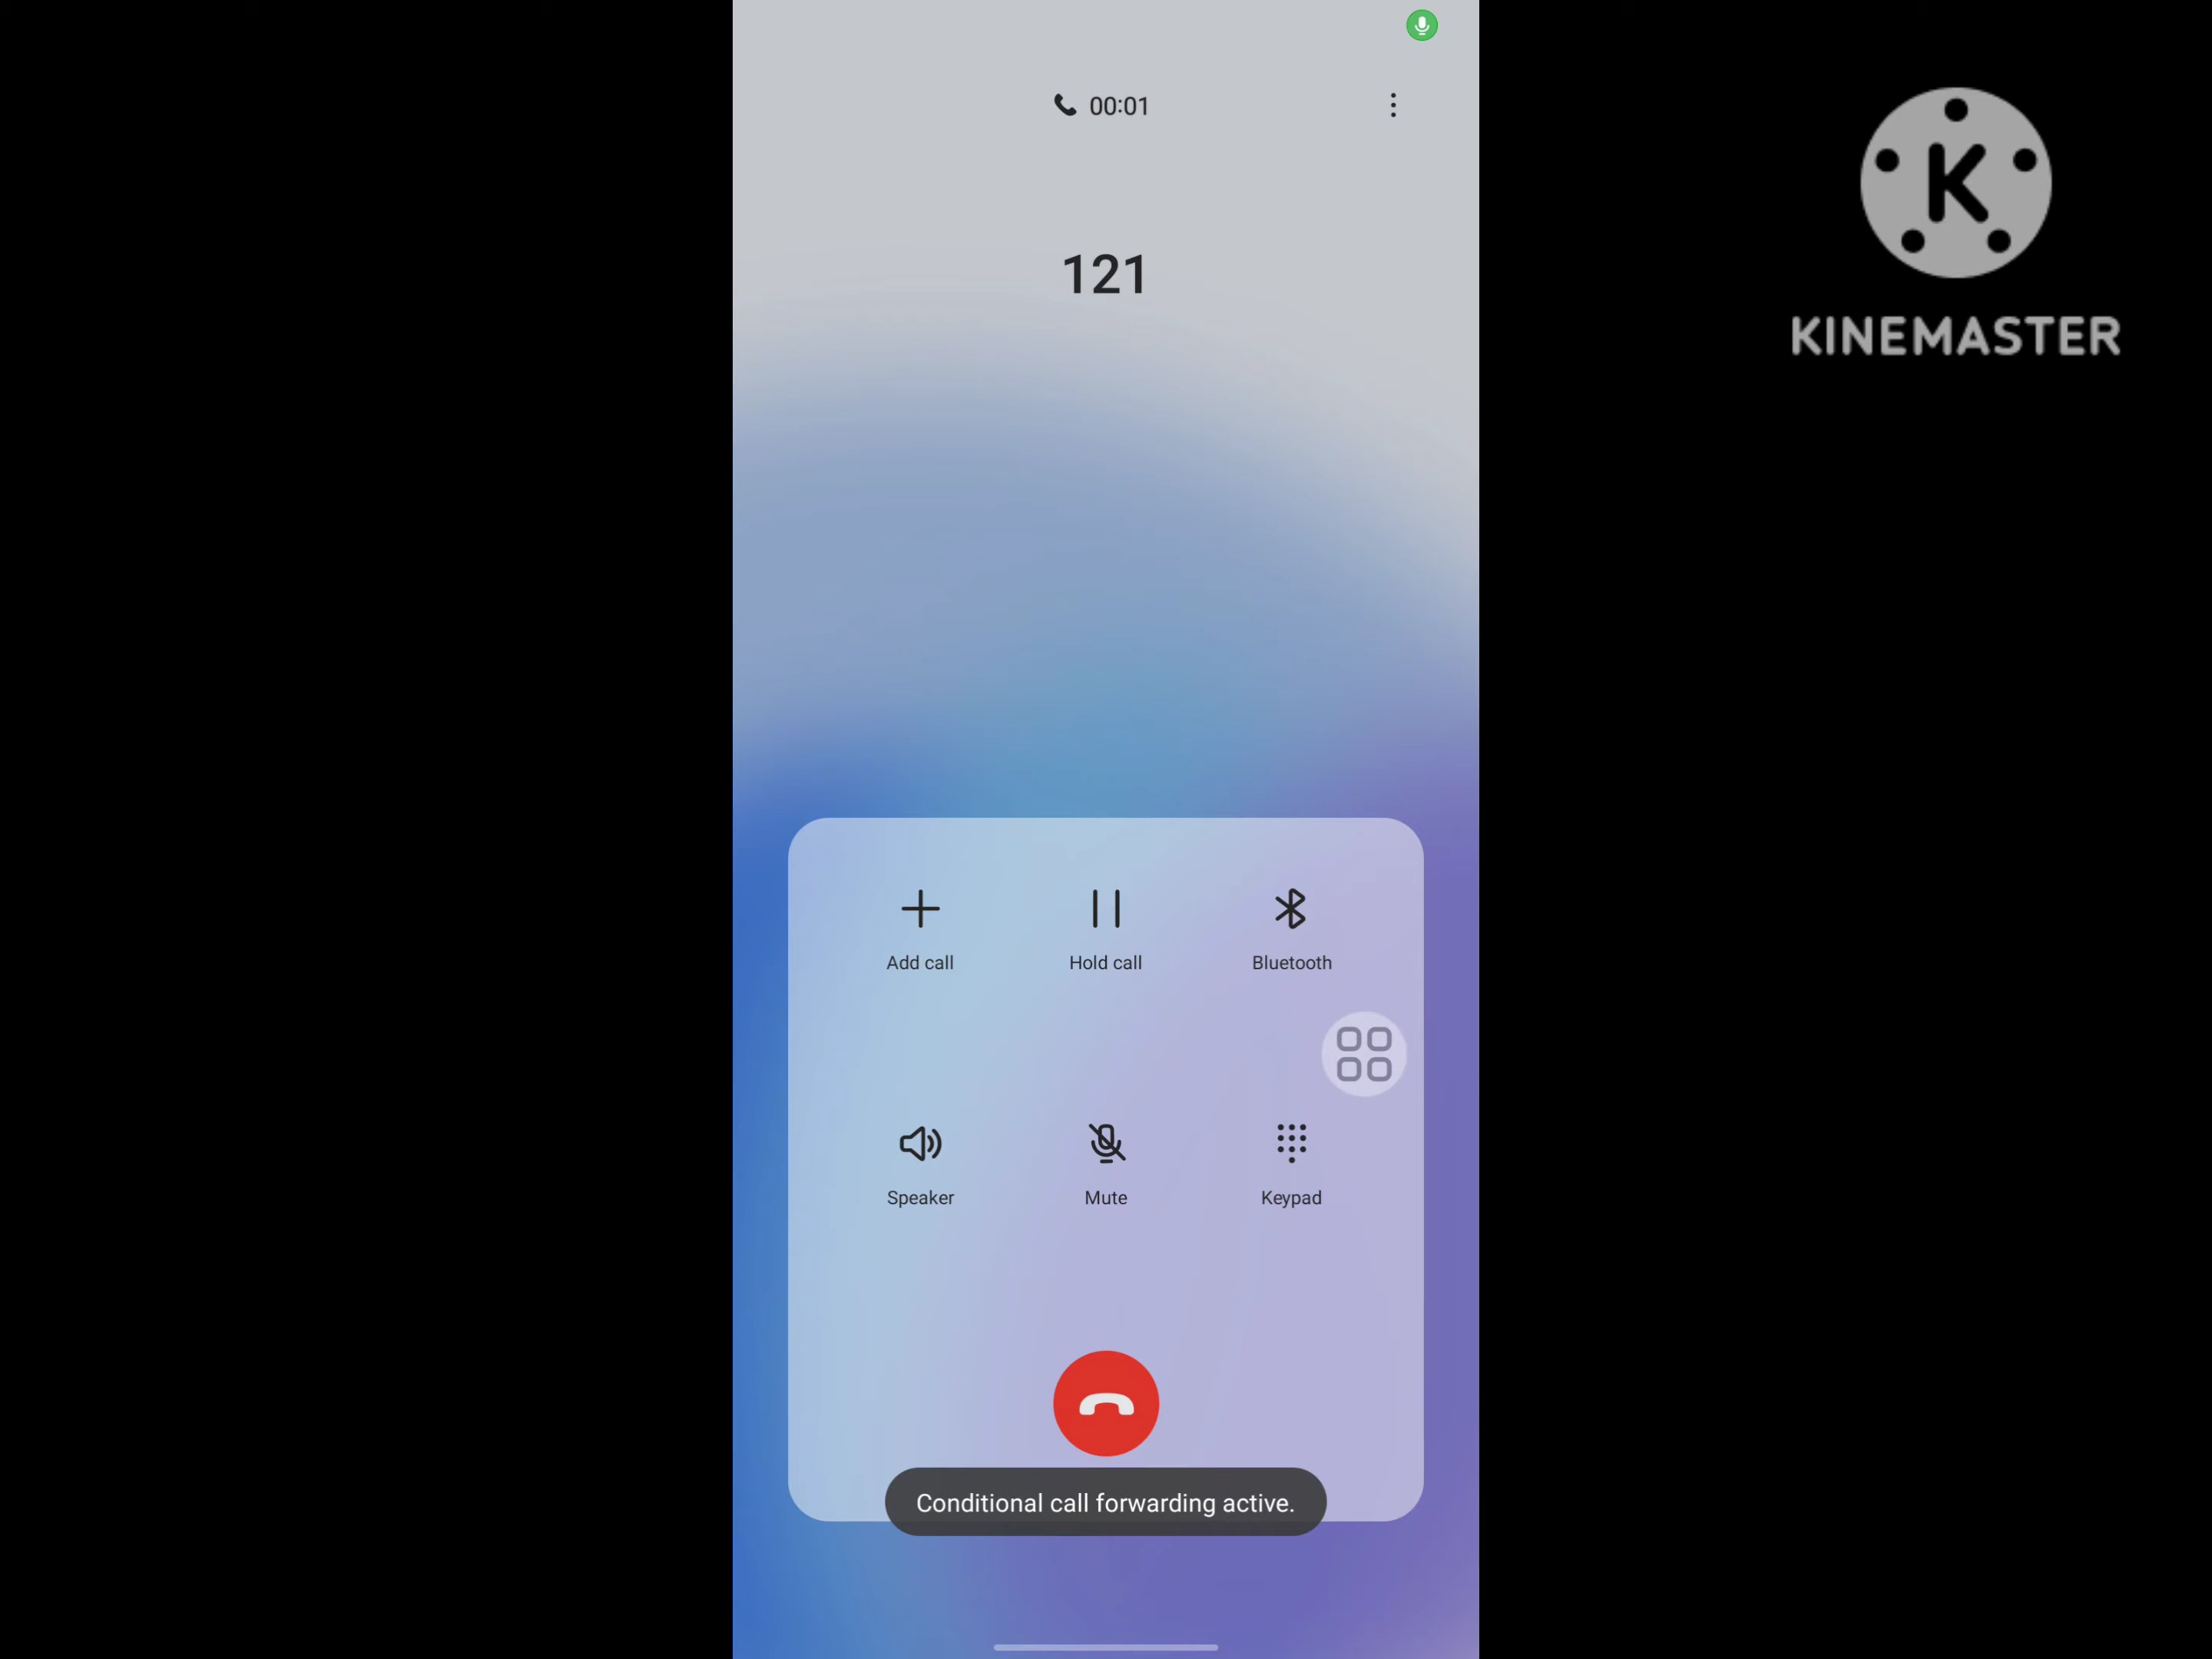 00:01
121
KINEMASTER
Add call
Hold call
Bluetooth
Speaker
Mute
Keypad
Conditional call forwarding active.